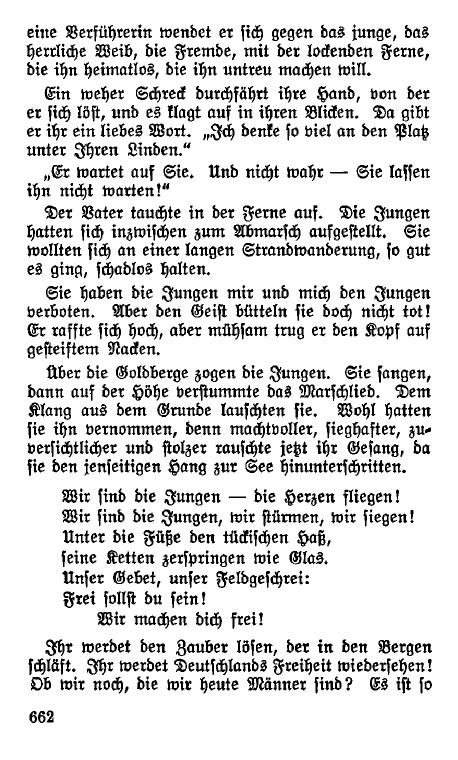 eine Verführerin wendet er sich gegen das junge, das
herrliche Weib, die Fremde, mit der lockenden Ferne,
die ihn heimatlos, die ihn untreu machen will.
Ein weher Schreck durchfährt ihre Hand, von der
er sich löst, und es klagt auf in ihren Blicken. Da gibt
er ihr ein liebes Wort. „Ich denke so viel an den Platz
unter Ihren Linden.“
„Er wartet auf Sie. Und nicht wahr — Sie lassen
ihn nicht warten!“
Der Vater tauchte in der Ferne auf. Die Jungen
hatten sich inzwischen zum Abmarsch aufgestellt. Sie
wollten sich an einer langen Strandwanderung, so gut
es ging, schadlos halten.
Sie haben die Jungen mir und mich den Jungen
verboten. Aber den Geist bütteln sie doch nicht tot!
Er raffte sich hoch, aber mühsam trug er den Kopf auf
gesteiftem Nacken.
Über die Goldberge zogen die Jungen. Sie sangen,
dann auf der Höhe verstummte das Marschlied. Dem
Klang aus dem Grunde lauschten sie. Wohl hatten
sie ihn vernommen, denn machtvoller, sieghafter, zu-
versichtlicher und stolzer rauschte jetzt ihr Gesang, da
sie den jenseitigen Hang zur See hinunterschritten.
Wir sind die Jungen — die Herzen fliegen!
Wir sind die Jungen, wir stürmen, wir siegen!
Unter die Füße den tückischen Haß,
seine Ketten zerspringen wie Glas.
Unser Gebet, unser Feldgeschrei:
Frei sollst du sein!
Wir machen dich frei!
Ihr werdet den Zauber lösen, der in den Bergen
schläft. Ihr werdet Deutschlands Freiheit wiedersehen!
Ob wir noch, die wir heute Männer sind? Es ist so
662